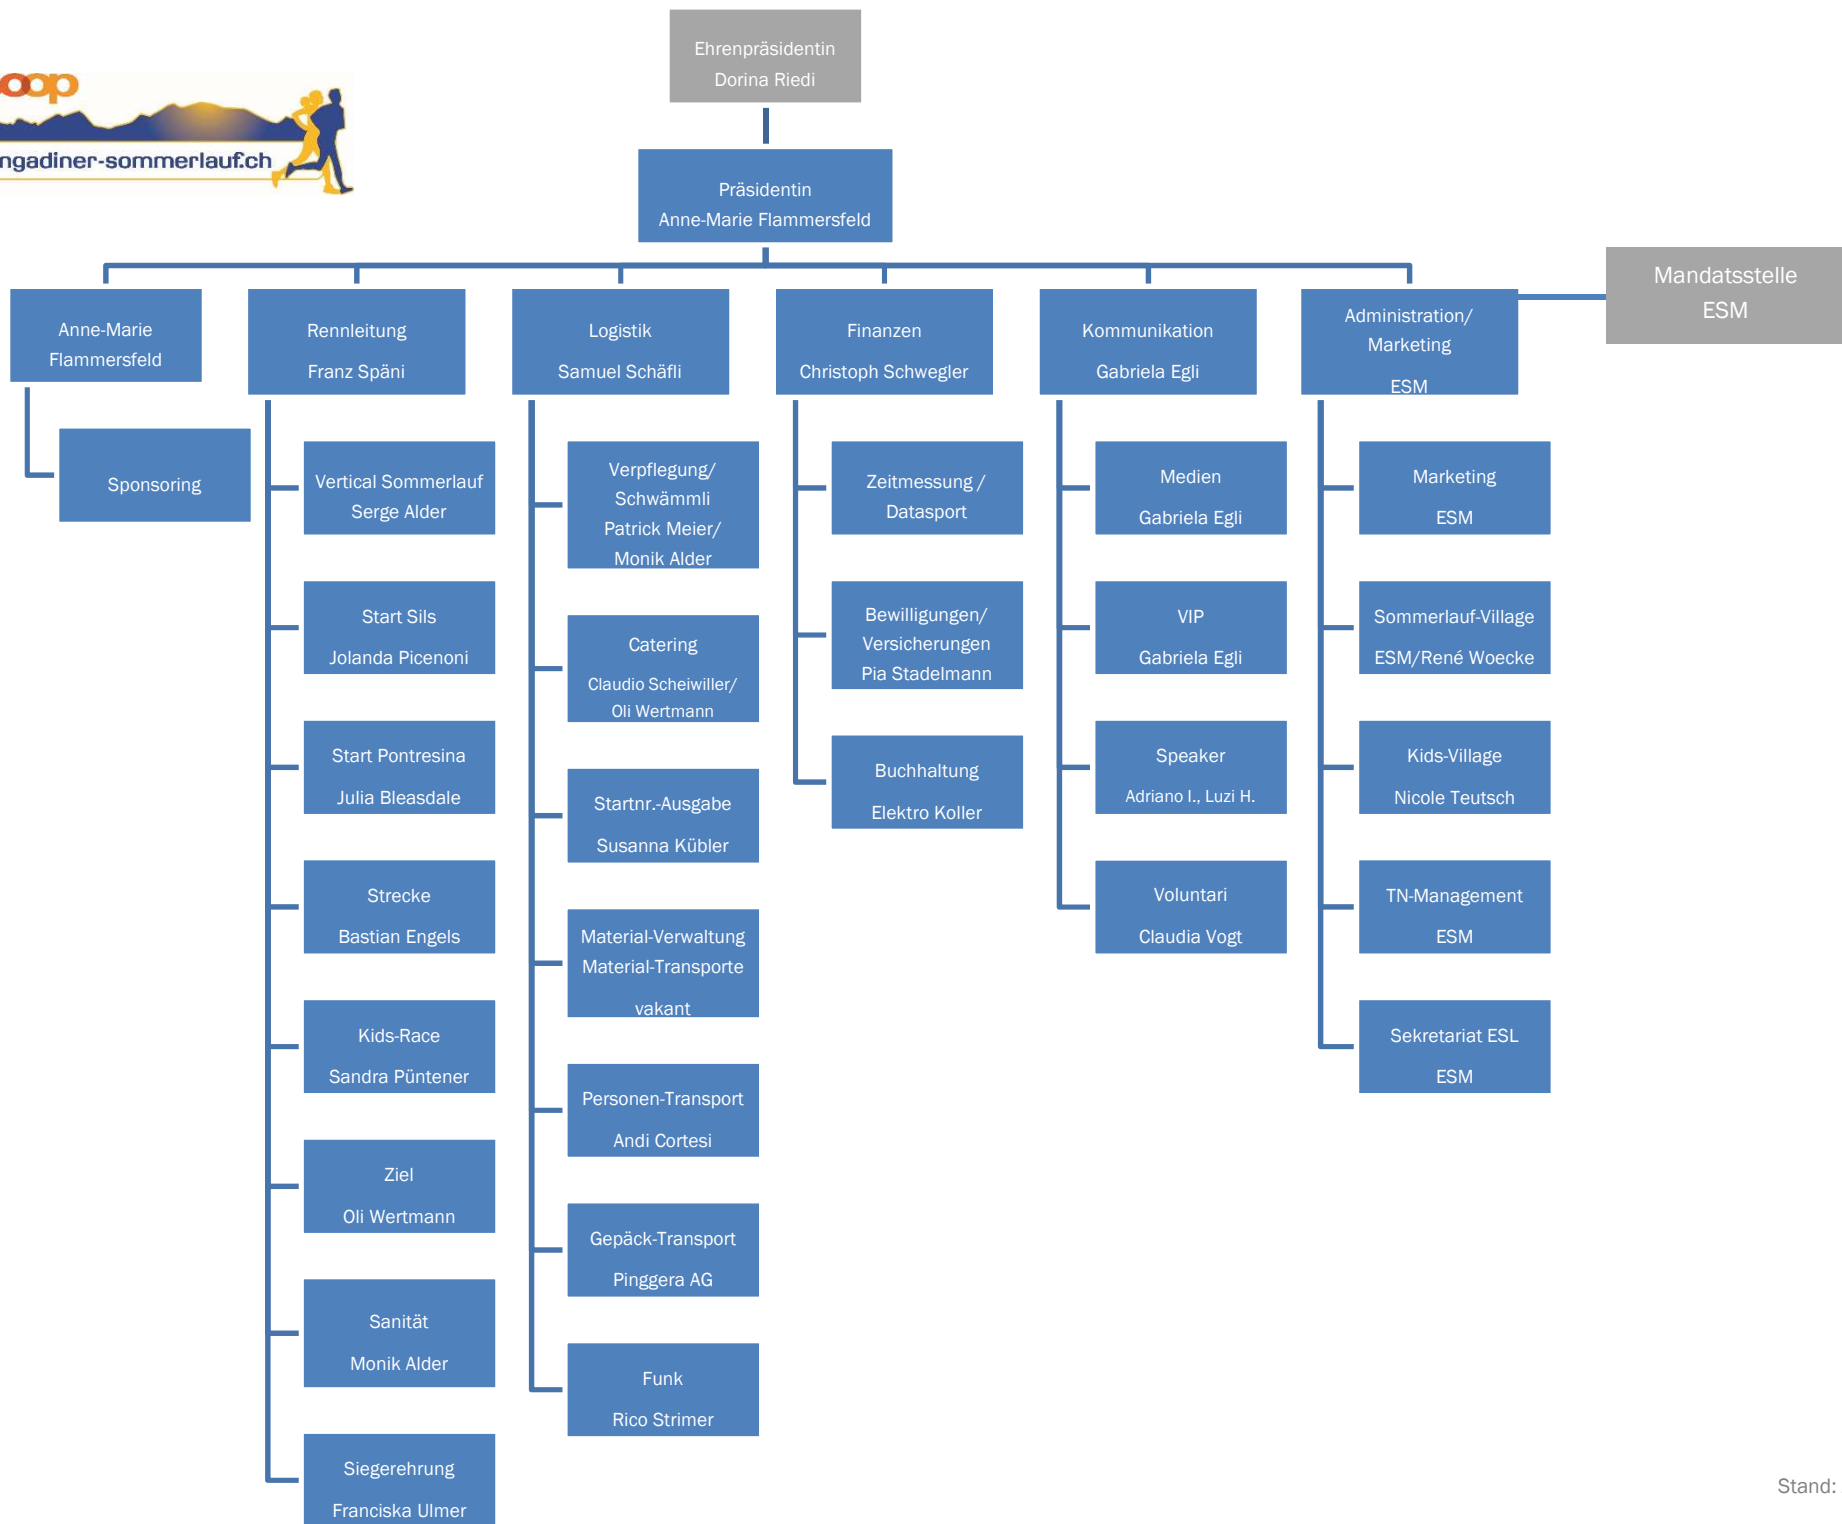 Ehrenpräsidentin
Dorina Riedi
oop
ngadiner-sommerlauf.ch
Präsidentin
Anne-Marie Flammersfeld
Mandatsstelle
ESM
Anne-Marie
Flammersfeld
Sponsoring
Rennleitung
Franz Späni
Vertical Sommerlauf
Serge Alder
Start Sils
Jolanda Picenoni
Start Pontresina
Julia Bleasdale
Strecke
Bastian Engels
Kids-Race
Sandra Püntener
Ziel
Oli Wertmann
Sanität
Monik Alder
Siegerehrung
Franciska Ulmer
Logistik
Samuel Schäfli
Verpflegung/
Schwämmli
Patrick Meier/
Monik Alder
Catering
Claudio Scheiwiller/
Oli Wertmann
Startnr.-Ausgabe
Susanna Kübler
Material-Verwaltung
Material-Transporte
vakant
Personen-Transport
Andi Cortesi
Gepäck-Transport
Pinggera AG
Funk
Rico Strimer
Finanzen
Christoph Schwegler
Zeitmessung /
Datasport
Bewilligungen/
Versicherungen
Pia Stadelmann
Buchhaltung
Elektro Koller
Kommunikation
Gabriela Egli
Medien
Gabriela Egli
VIP
Gabriela Egli
Speaker
Adriano I., Luzi H.
Voluntari
Claudia Vogt
Administration/
Marketing
ESM
Marketing
ESM
Sommerlauf-Village
ESM/René Woecke
Kids-Village
Nicole Teutsch
TN-Management
ESM
Sekretariat ESL
ESM
Stand: